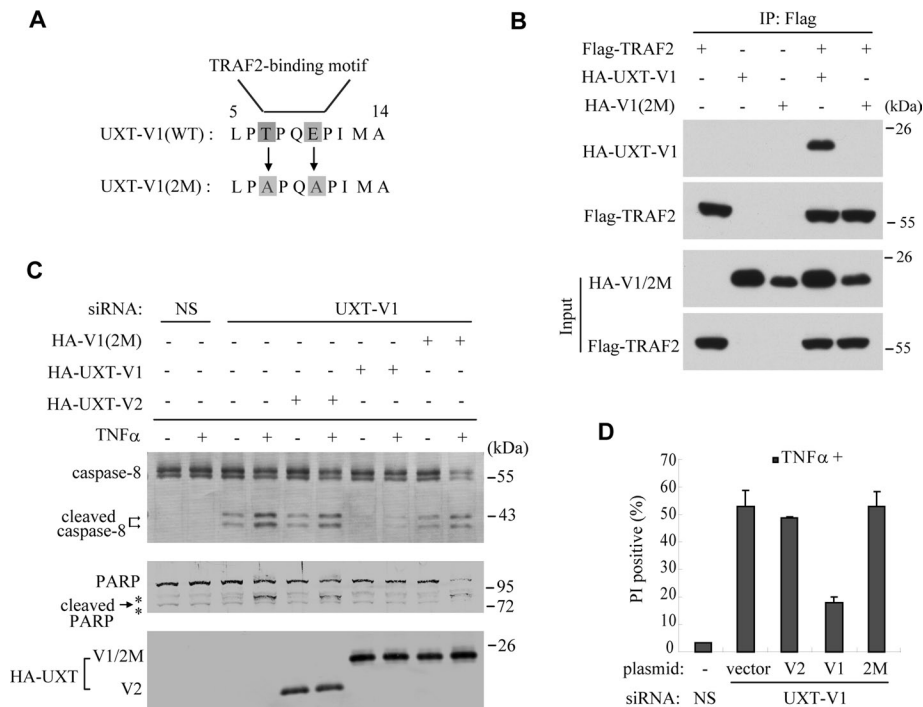 A
TRAF2-binding motif
5 14
UXT-V1(WT) : L P T P Q E P I M A
UXT-V1(2M) : L P A P Q A P I M A
B
IP: Flag
Flag-TRAF2 + - - + +
HA-UXT-V1 - + - + -
HA-V1(2M) - - + - +
(kDa)
HA-UXT-V1
26
Flag-TRAF2
55
Input
HA-V1/2M
26
Flag-TRAF2
55
C
siRNA: NS UXT-V1
HA-V1(2M) - - - - - - - - + +
HA-UXT-V1 - - - - - - + + - -
HA-UXT-V2 - - - - + + - - - -
TNFα - + - + - + - + - +
(kDa)
caspase-8
55
cleaved
caspase-8
43
PARP
95
*
cleaved
PARP
*
72
HA-UXT
V1/2M
26
V2
D
TNFα +
PI positive (%)
70
60
50
40
30
20
10
0
plasmid: - vector V2 V1 2M
siRNA: NS UXT-V1